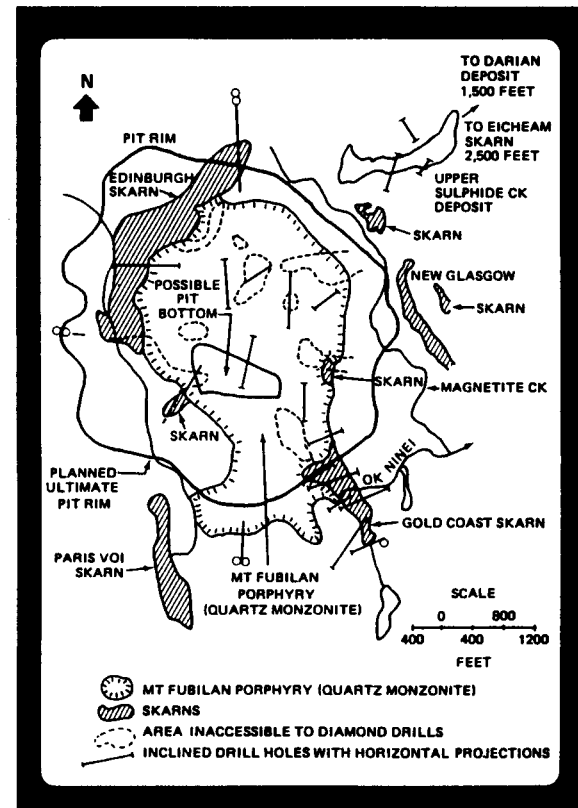 N
TO DARIAN
DEPOSIT
1,500 FEET
TO EICHEAM
SKARN
2,500 FEET
UPPER
SULPHIDE CK
DEPOSIT
PIT RIM
EDINBURGH
SKARN
SKARN
NEW GLASGOW
SKARN
POSSIBLE
PIT
BOTTOM
SKARN
MAGNETITE CK
SKARN
OK NINEI
PLANNED
ULTIMATE
PIT RIM
GOLD COAST SKARN
PARIS VOI
SKARN
MT FUBILAN
PORPHYRY
(QUARTZ MONZONITE)
SCALE
0 800
400 400 1200
FEET
MT FUBILAN PORPHYRY (QUARTZ MONZONITE)
SKARNS
AREA INACCESSIBLE TO DIAMOND DRILLS
INCLINED DRILL HOLES WITH HORIZONTAL PROJECTIONS